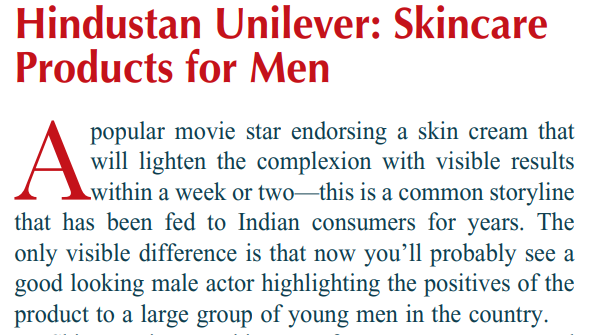 Hindustan Unilever: Skincare
Products for Men
A popular movie star endorsing a skin cream that
will lighten the complexion with visible results
within a week or two—this is a common storyline
that has been fed to Indian consumers for years. The
only visible difference is that now you'll probably see a
good looking male actor highlighting the positives of the
product to a large group of young men in the country.